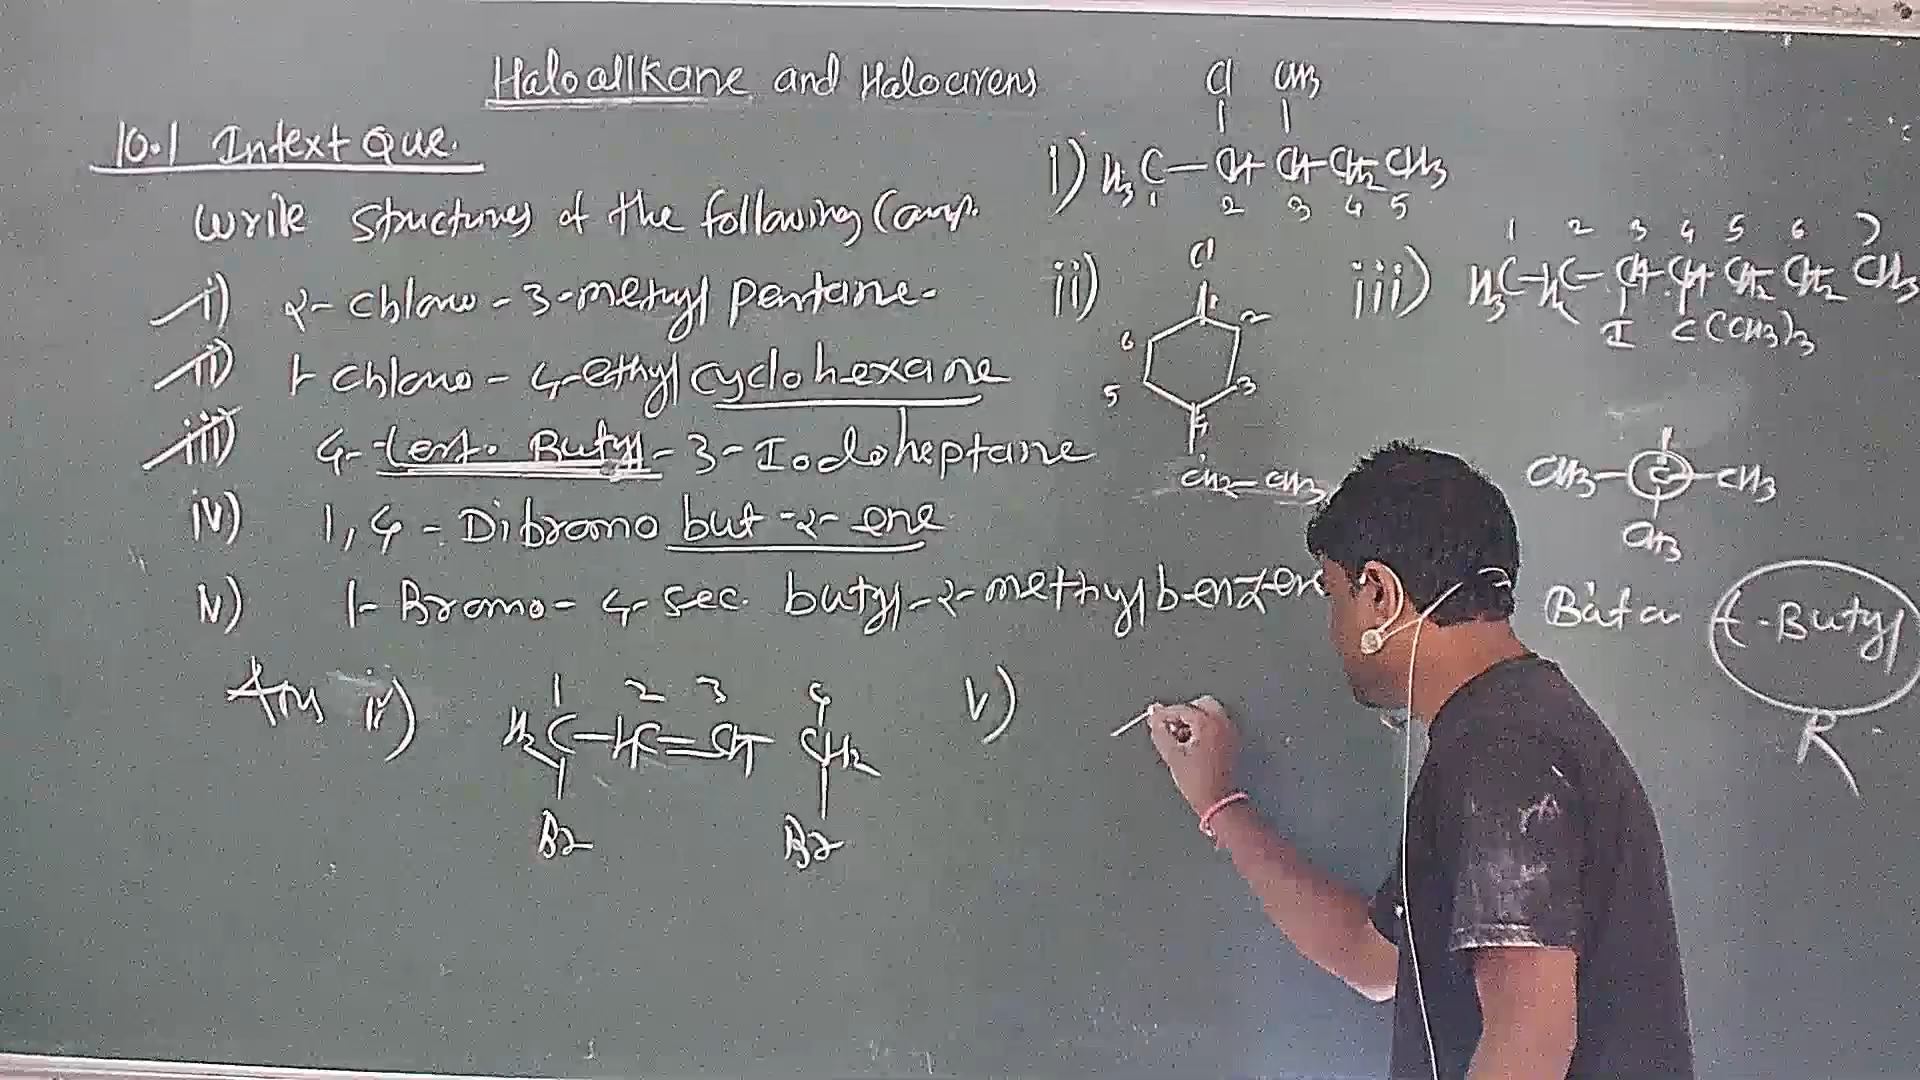 Haloalkane and Haloarens
10.1 Intext Que.
Write structures of the following Comp.
i) 2-chloro-3-methyl pentane.
ii) 1-chloro-4-ethylcyclohexane
iii) 4-tert. Butyl-3-Iodoheptane
iv) 1,4-Dibromo but-2-ene
v) 1-Bromo-4-sec. butyl-2-methylbenzene
Cl CH3
1) H3C-CH CH-CH2 CH3
1 2 3 4 5
ii)
Cl
1
6 2
5 3
4
CH2-CH3
1 2 3 4 5 6 7
iii) H3C-H2C-CH-CH CH2 CH2 CH3
I C(CH3)3
CH3-C-CH3
CH3
Buta t-Butyl
R
Ans iv)
1 2 3 4
H2C-HC=CH CH2
Br Br
v)